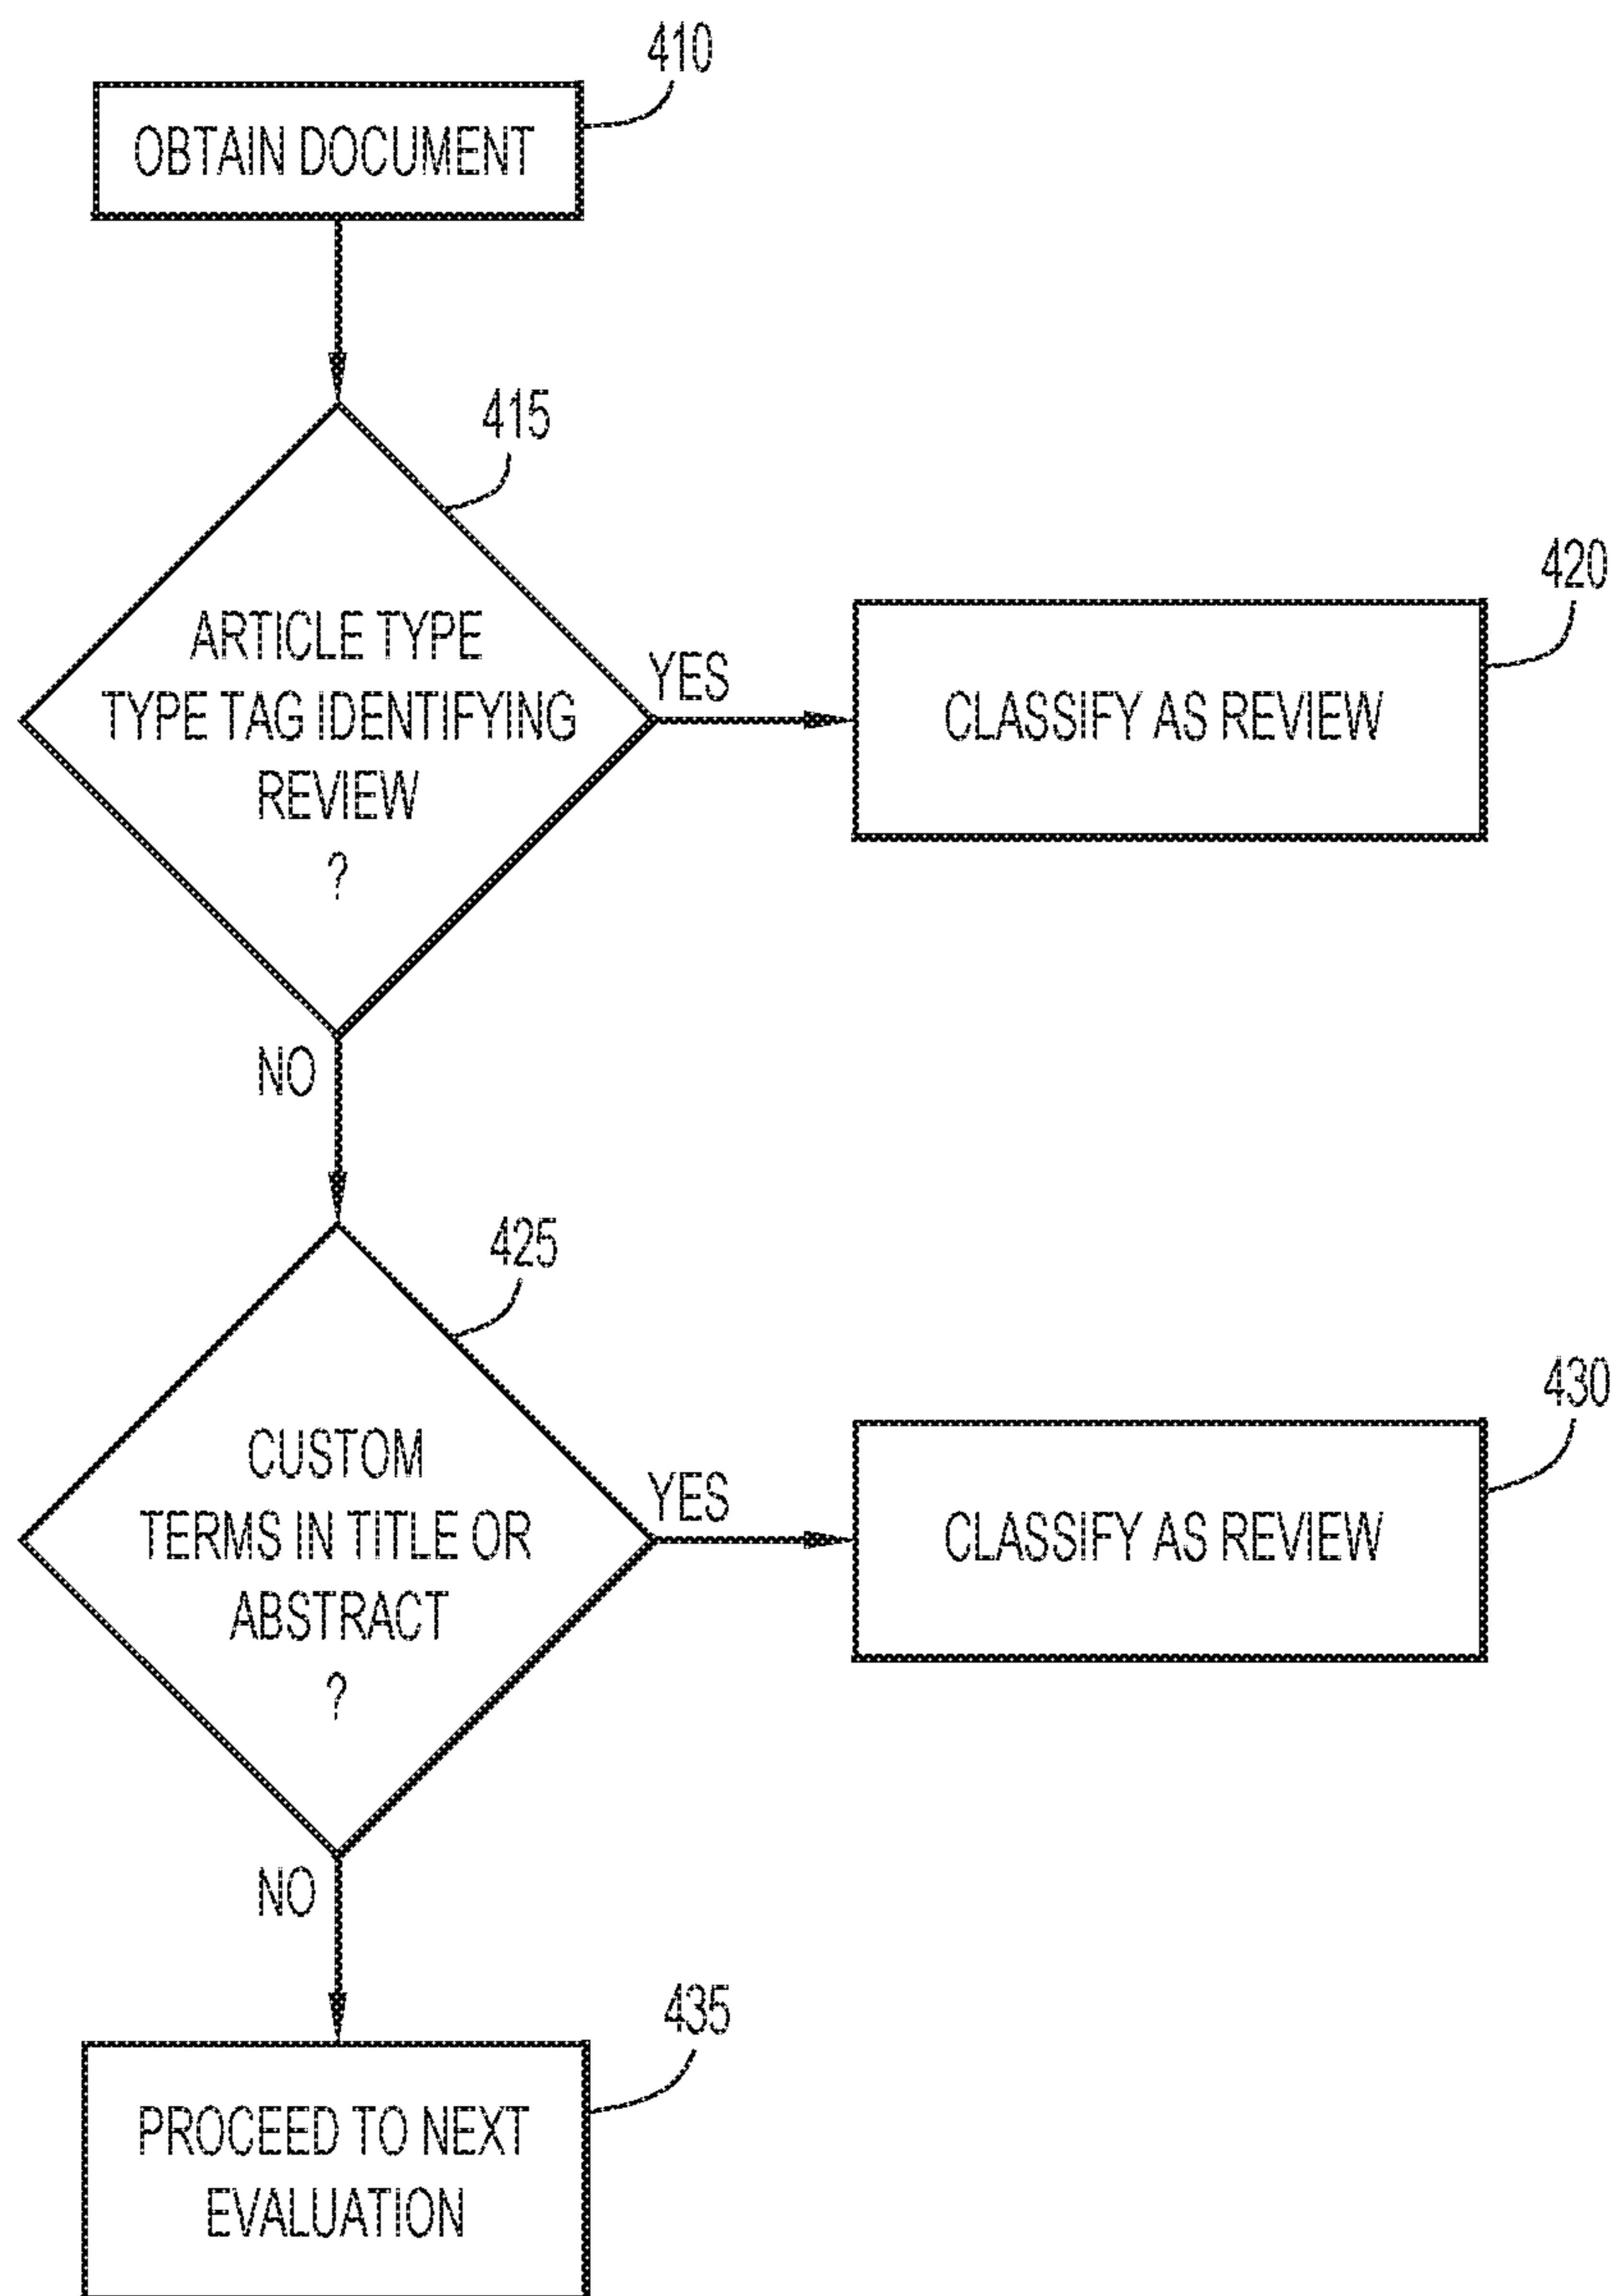 410
OBTAIN DOCUMENT
415
ARTICLE TYPE
TYPE TAG IDENTIFYING
REVIEW
?
YES
420
CLASSIFY AS REVIEW
NO
425
CUSTOM
TERMS IN TITLE OR
ABSTRACT
?
YES
430
CLASSIFY AS REVIEW
NO
435
PROCEED TO NEXT
EVALUATION